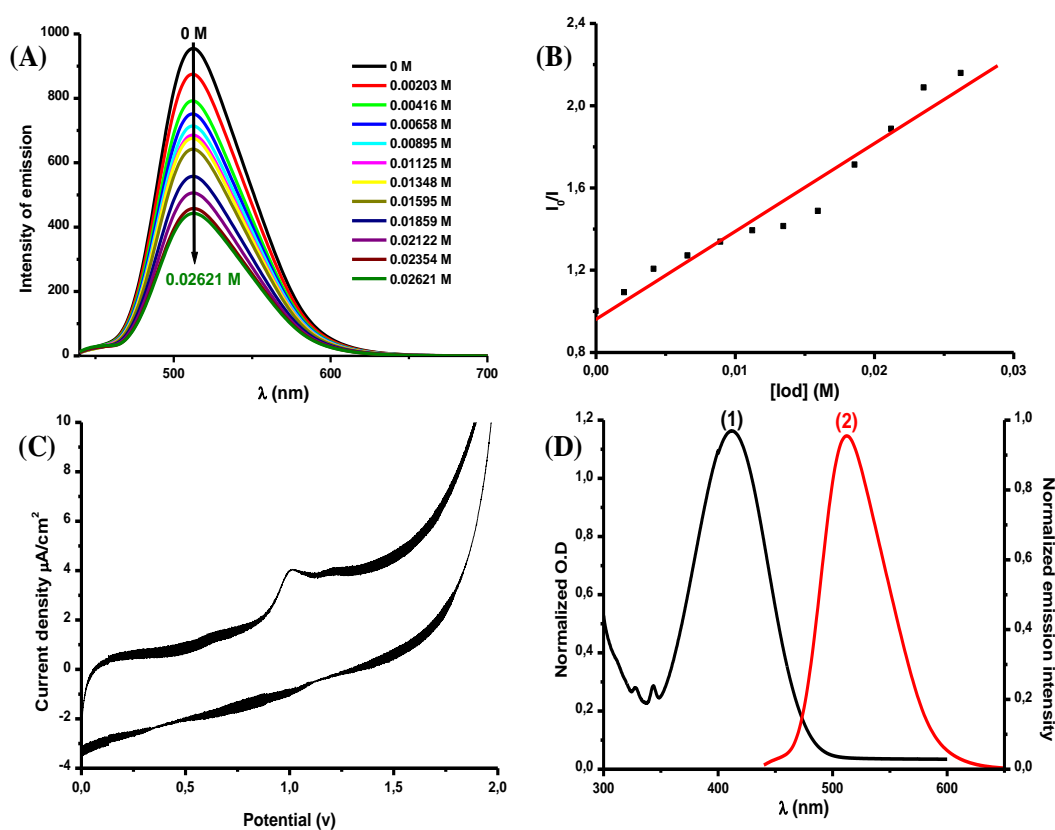 (A)
1000
800
600
400
200
0
Intensity of emission
0 M
0.02621 M
0 M
0.00203 M
0.00416 M
0.00658 M
0.00895 M
0.01125 M
0.01348 M
0.01595 M
0.01859 M
0.02122 M
0.02354 M
0.02621 M
500 600 700
λ (nm)
(B)
2,4
2,0
1,6
1,2
0,8
I₀/I
0,00 0,01 0,02 0,03
[Iod] (M)
(C)
10
8
6
4
2
0
-2
-4
Current density µA/cm²
0,0 0,5 1,0 1,5 2,0
Potential (v)
(D)
(1) (2)
1,2
1,0
0,8
0,6
0,4
0,2
0,0
Normalized O.D
1,0
0,8
0,6
0,4
0,2
0,0
Normalized emission intensity
300 400 500 600
λ (nm)